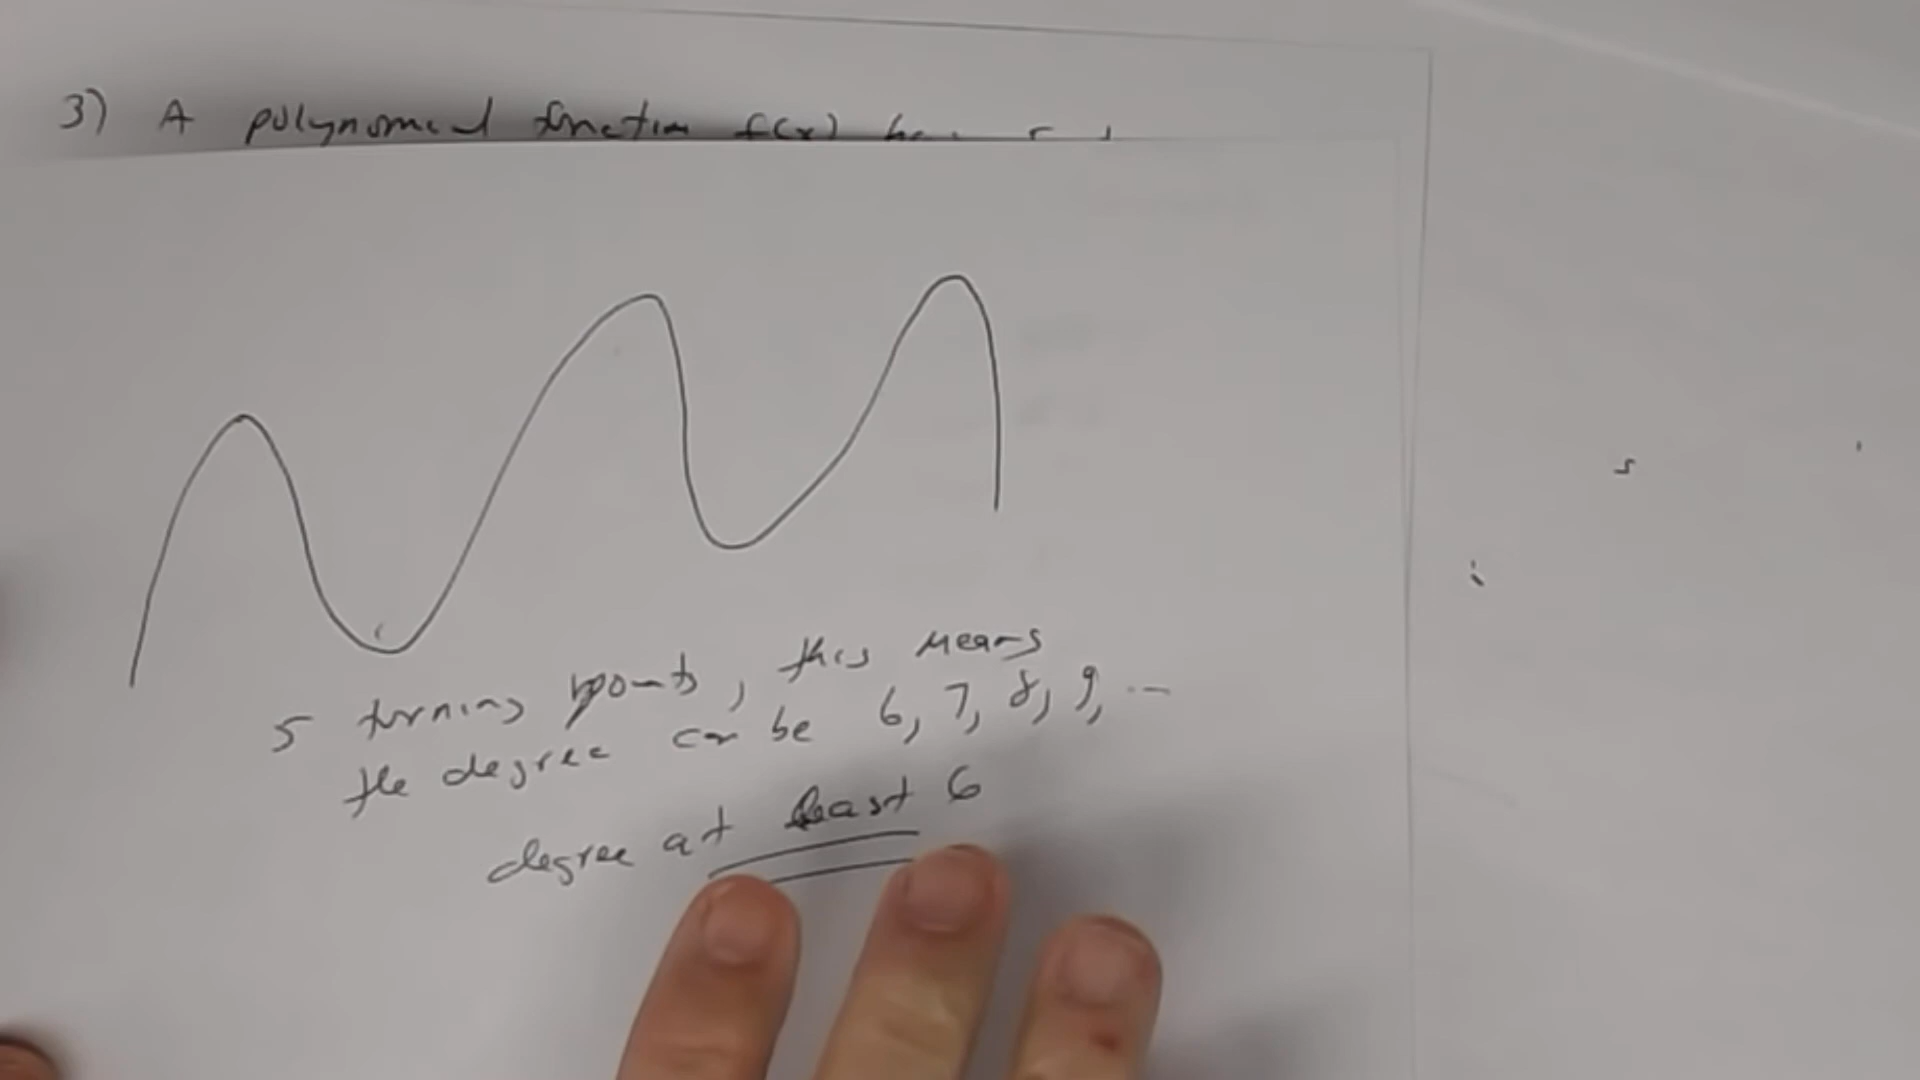 3) A polynomial function f(x)
5 turning points, this means
the degree can be 6, 7, 8, 9, ...
degree at least 6